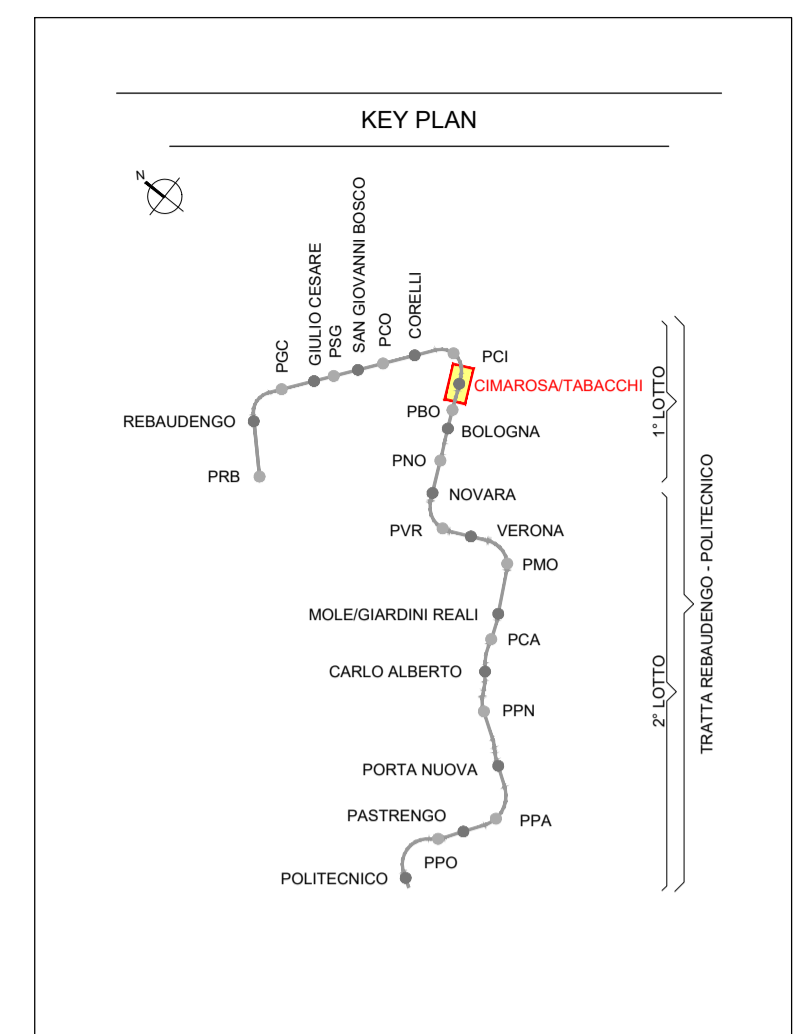 KEY PLAN
N
PGC
GIULIO CESARE
PSG
SAN GIOVANNI BOSCO
PCO
CORELLI
PCI
CIMAROSA/TABACCHI
REBAUDENGO
PBO
BOLOGNA
PNO
PRB
NOVARA
PVR
VERONA
PMO
MOLE/GIARDINI REALI
PCA
CARLO ALBERTO
PPN
PORTA NUOVA
PASTRENGO
PPA
PPO
POLITECNICO
1° LOTTO
2° LOTTO
TRATTA REBAUDENGO - POLITECNICO